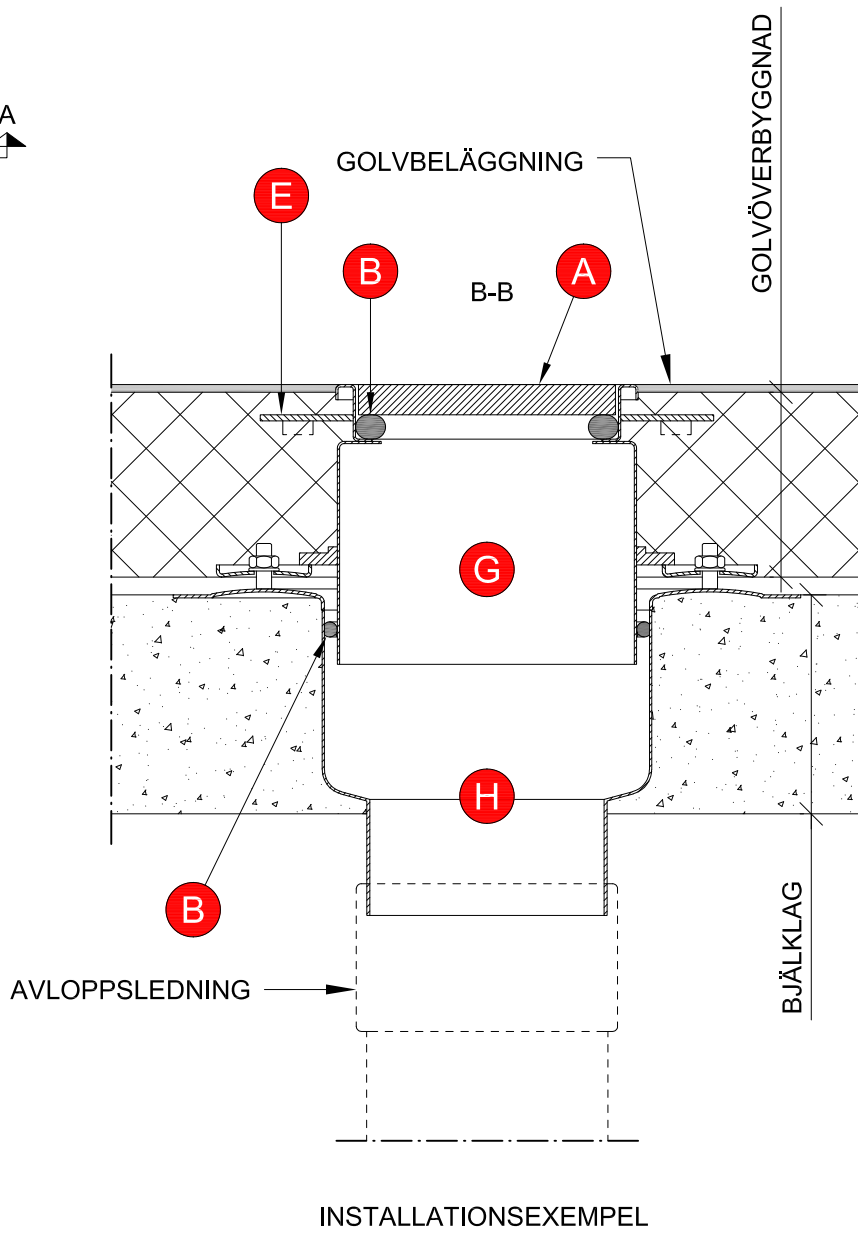 A
GOLVBELÄGGNING
GOLVÖVERBYGGNAD
E
B
B-B
A
G
H
B
AVLOPPSLEDNING
BJÄLKLAG
INSTALLATIONSEXEMPEL